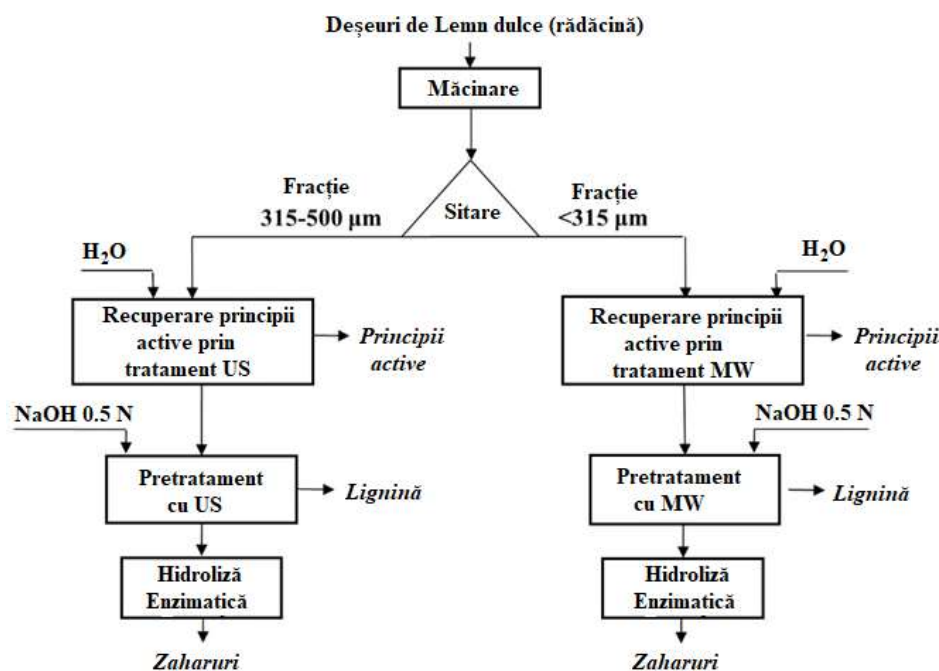 Deșeuri de Lemn dulce (rădăcină)
Măcinare
Fracție
315-500 µm
Sitare
Fracție
<315 µm
H₂O
H₂O
Recuperare principii
active prin
tratament US
Principii
active
Recuperare principii
active prin
tratament MW
Principii
active
NaOH 0.5 N
NaOH 0.5 N
Pretratament
cu US
Lignină
Pretratament
cu MW
Lignină
Hidroliză
Enzimatică
Hidroliză
Enzimatică
Zaharuri
Zaharuri